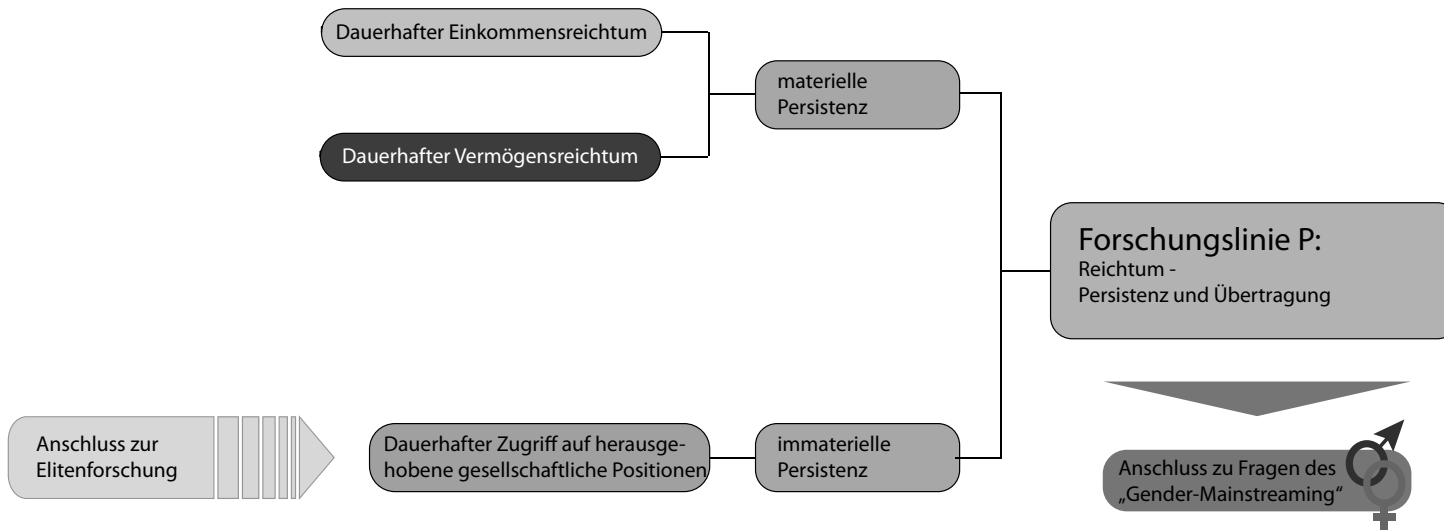 Dauerhafter Einkommensreichtum
materielle
Persistenz
Dauerhafter Vermögensreichtum
Forschungslinie P:
Reichtum -
Persistenz und Übertragung
Anschluss zur
Elitenforschung
Dauerhafter Zugriff auf herausge-
hobene gesellschaftliche Positionen
immaterielle
Persistenz
Anschluss zu Fragen des
„Gender-Mainstreaming“